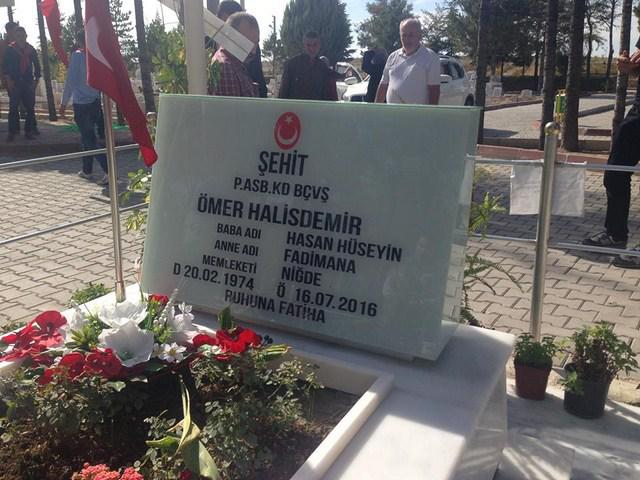 ŞEHİT
P.ASB.KD BÇVŞ
ÖMER HALİSDEMİR
BABA ADI HASAN HÜSEYİN
ANNE ADI FADİMANA
MEMLEKETİ NİĞDE
D 20.02.1974 Ö 16.07.2016
RUHUNA FATİHA